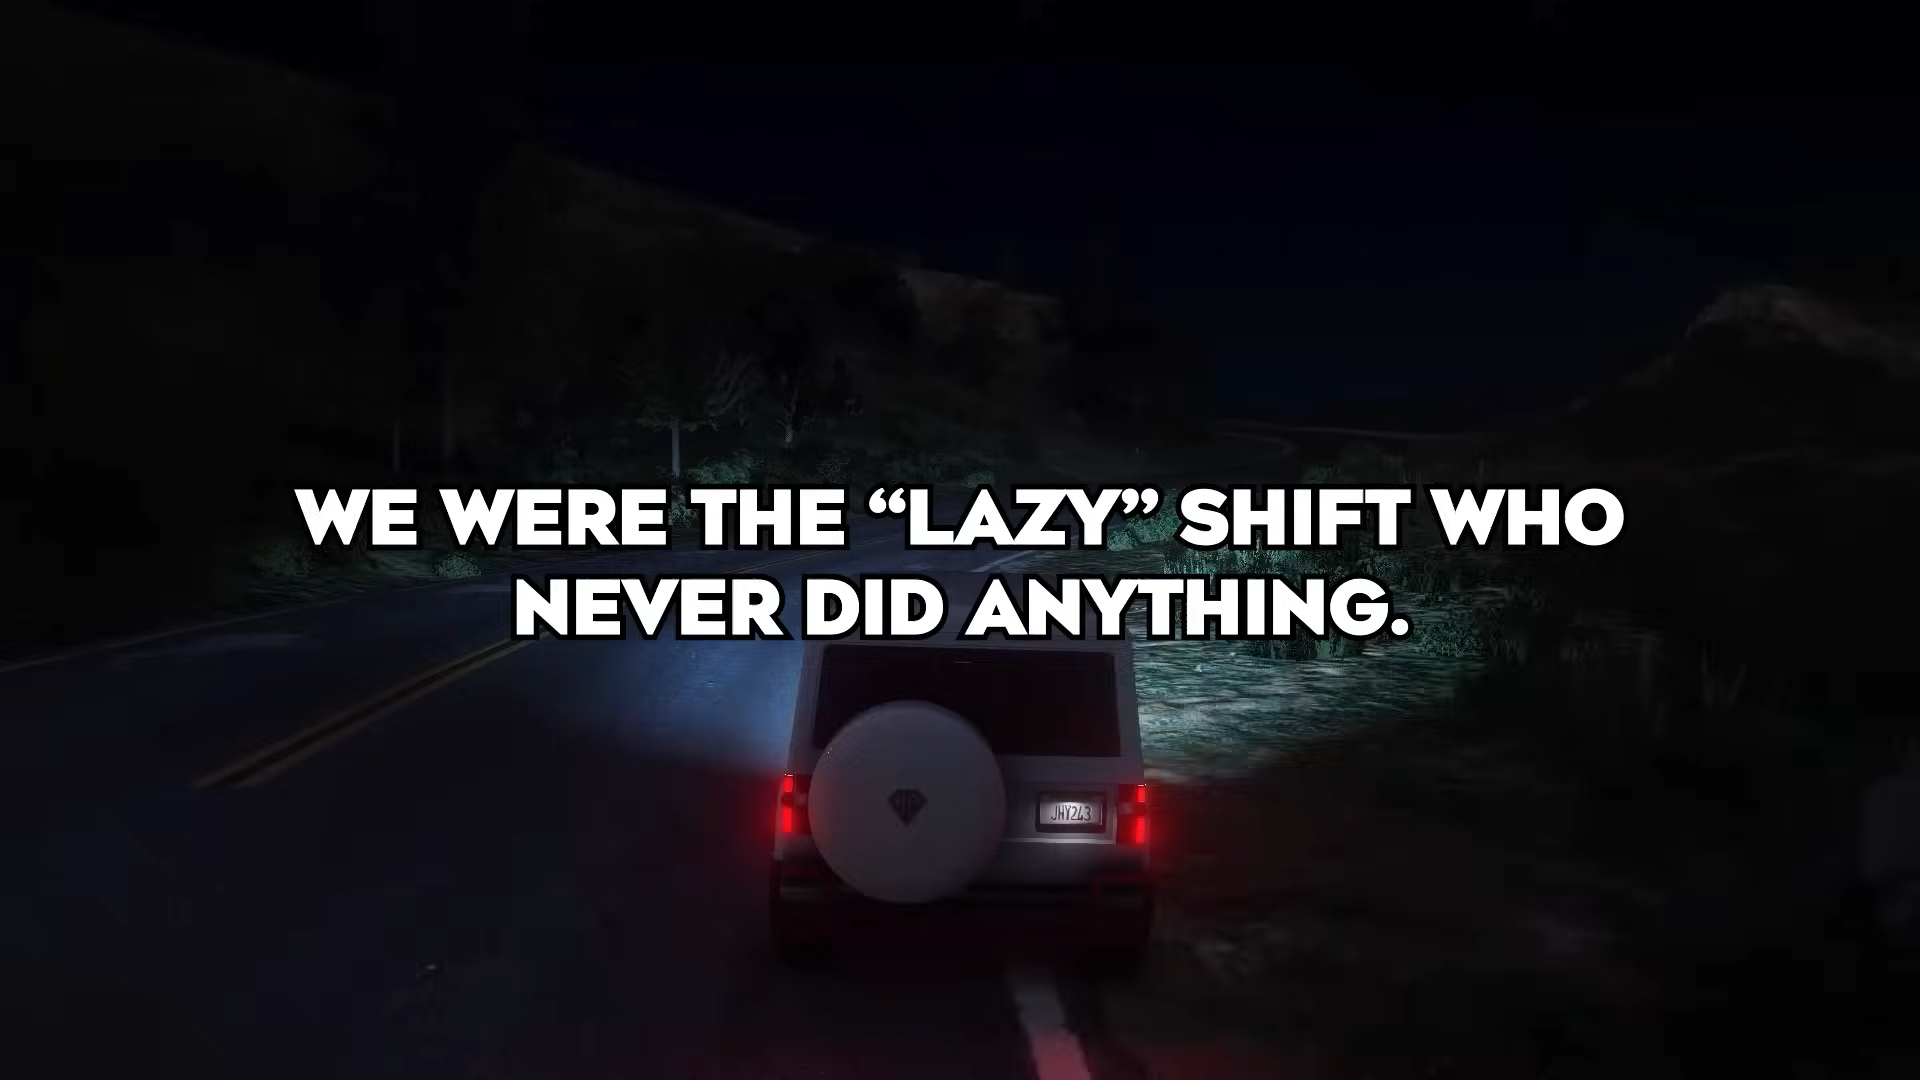 WE WERE THE “LAZY” SHIFT WHO
NEVER DID ANYTHING.
JHY243